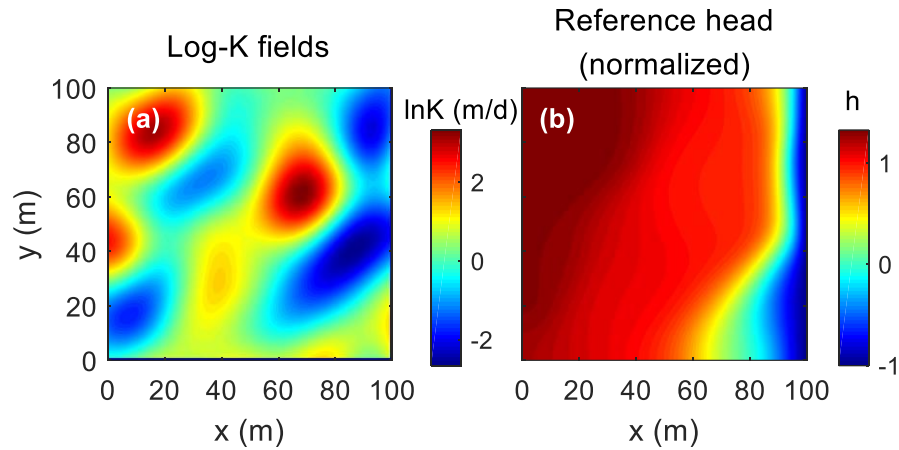 Log-K fields
Reference head
(normalized)
lnK (m/d)
h
(a)
(b)
100
80
60
40
20
0
y (m)
0 20 40 60 80 100
x (m)
2
0
-2
0 20 40 60 80 100
x (m)
1
0
-1